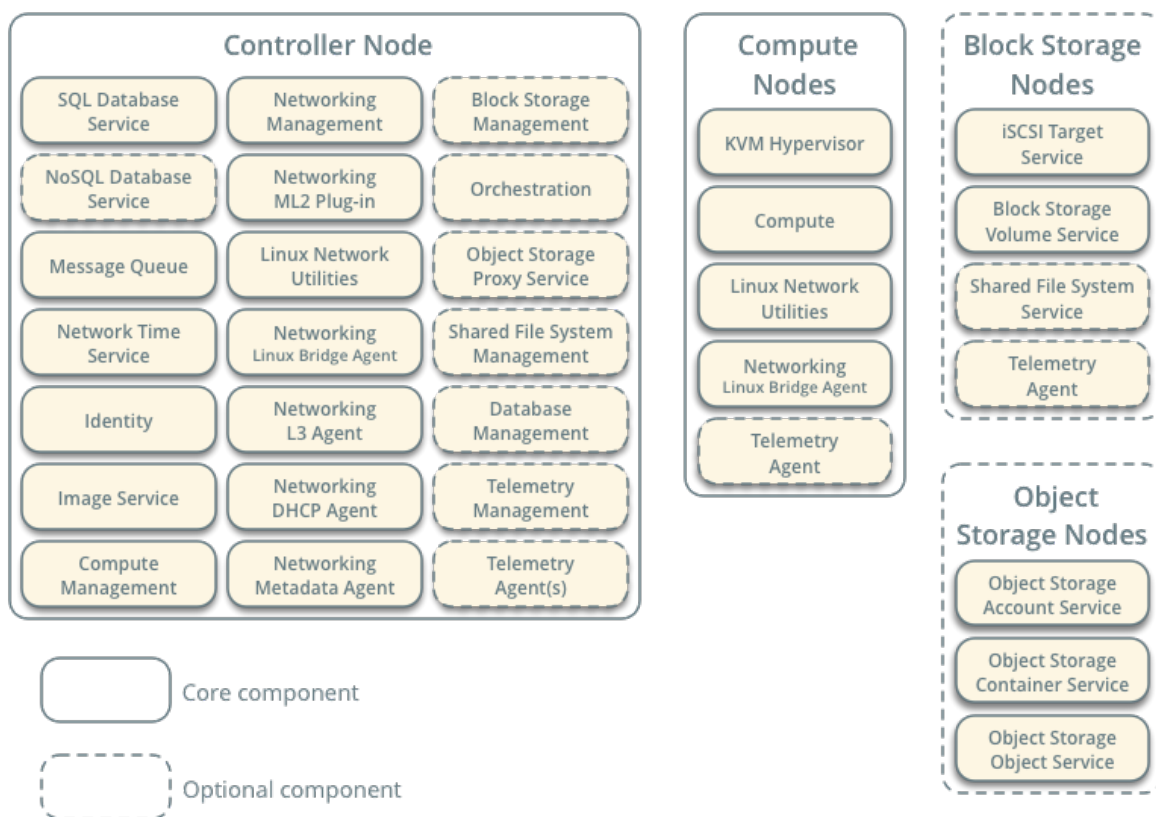 Controller Node
SQL Database
Service
Networking
Management
Block Storage
Management
NoSQL Database
Service
Networking
ML2 Plug-in
Orchestration
Message Queue
Linux Network
Utilities
Object Storage
Proxy Service
Network Time
Service
Networking
Linux Bridge Agent
Shared File System
Management
Identity
Networking
L3 Agent
Database
Management
Image Service
Networking
DHCP Agent
Telemetry
Management
Compute
Management
Networking
Metadata Agent
Telemetry
Agent(s)
Compute
Nodes
KVM Hypervisor
Compute
Linux Network
Utilities
Networking
Linux Bridge Agent
Telemetry
Agent
Block Storage
Nodes
iSCSI Target
Service
Block Storage
Volume Service
Shared File System
Service
Telemetry
Agent
Object
Storage Nodes
Object Storage
Account Service
Object Storage
Container Service
Object Storage
Object Service
Core component
Optional component